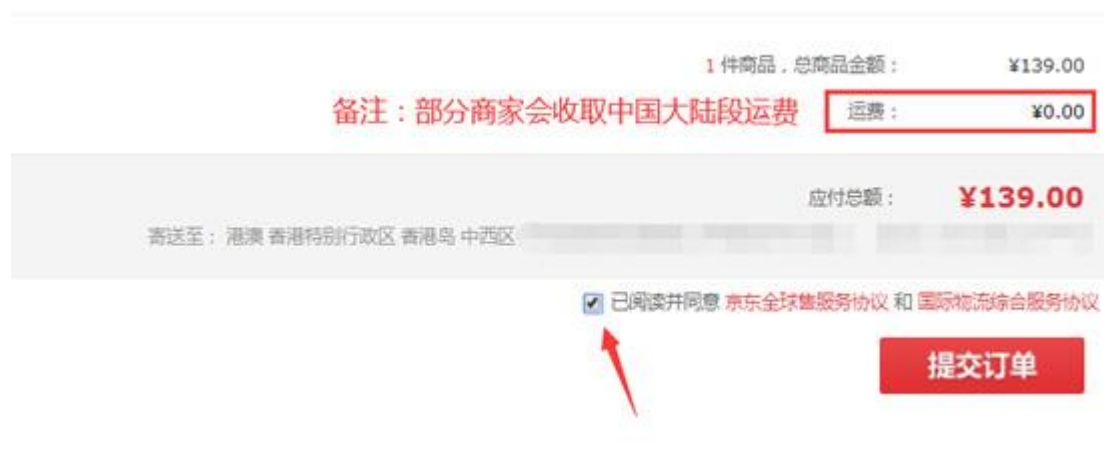 1 件商品，总商品金额： ¥139.00
备注：部分商家会收取中国大陆段运费 运费： ¥0.00
应付总额： ¥139.00
寄送至： 港澳 香港特别行政区 香港岛 中西区
已阅读并同意 京东全球售服务协议 和 国际物流综合服务协议
提交订单